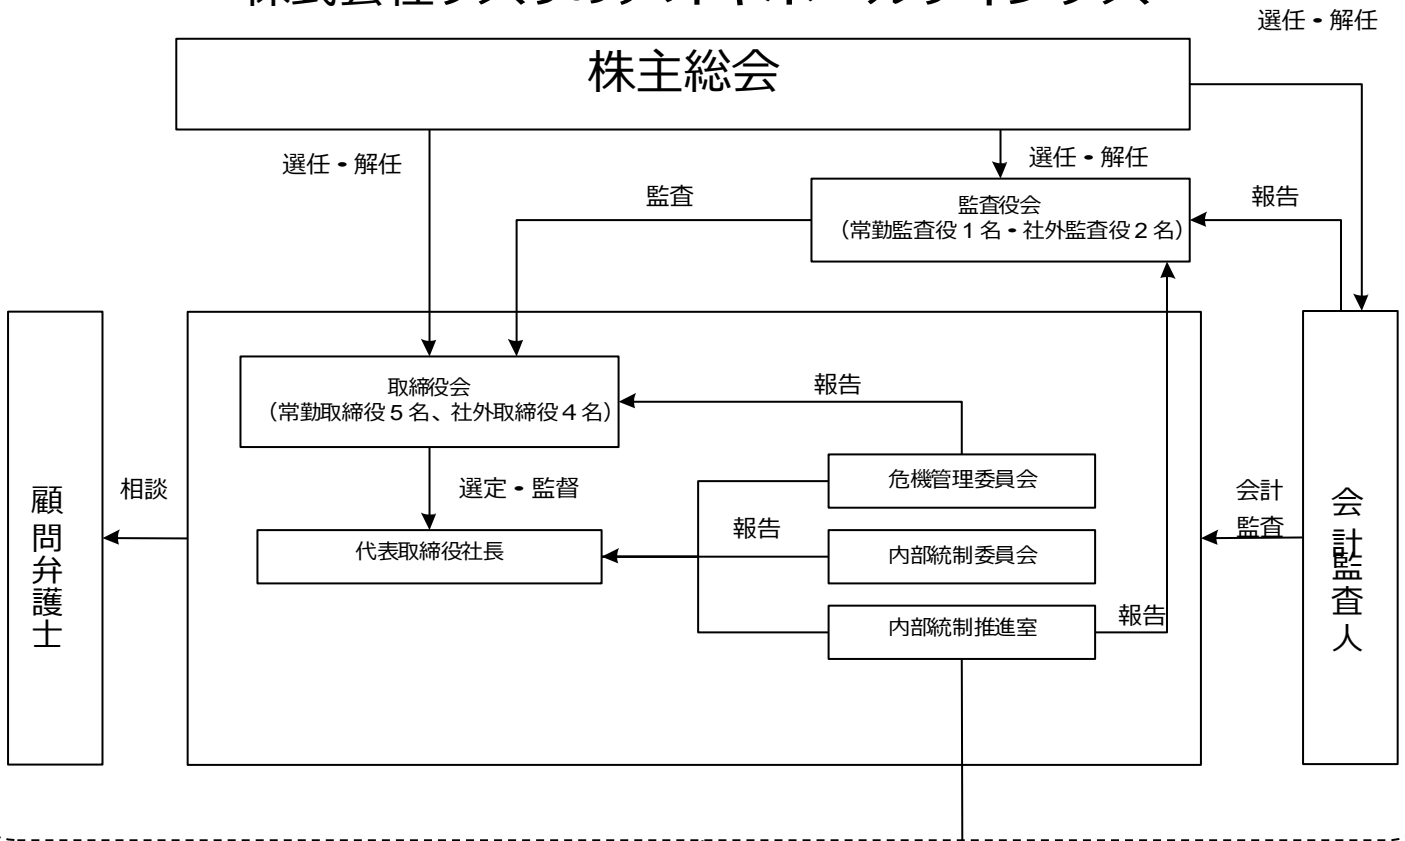 選任・解任
株主総会
選任・解任
選任・解任
監査
監査役会
（常勤監査役１名・社外監査役２名）
報告
取締役会
（常勤取締役５名、社外取締役４名）
報告
選定・監督
危機管理委員会
代表取締役社長
報告
内部統制委員会
内部統制推進室
報告
相談
顧問弁護士
会計
監査
会計監査人